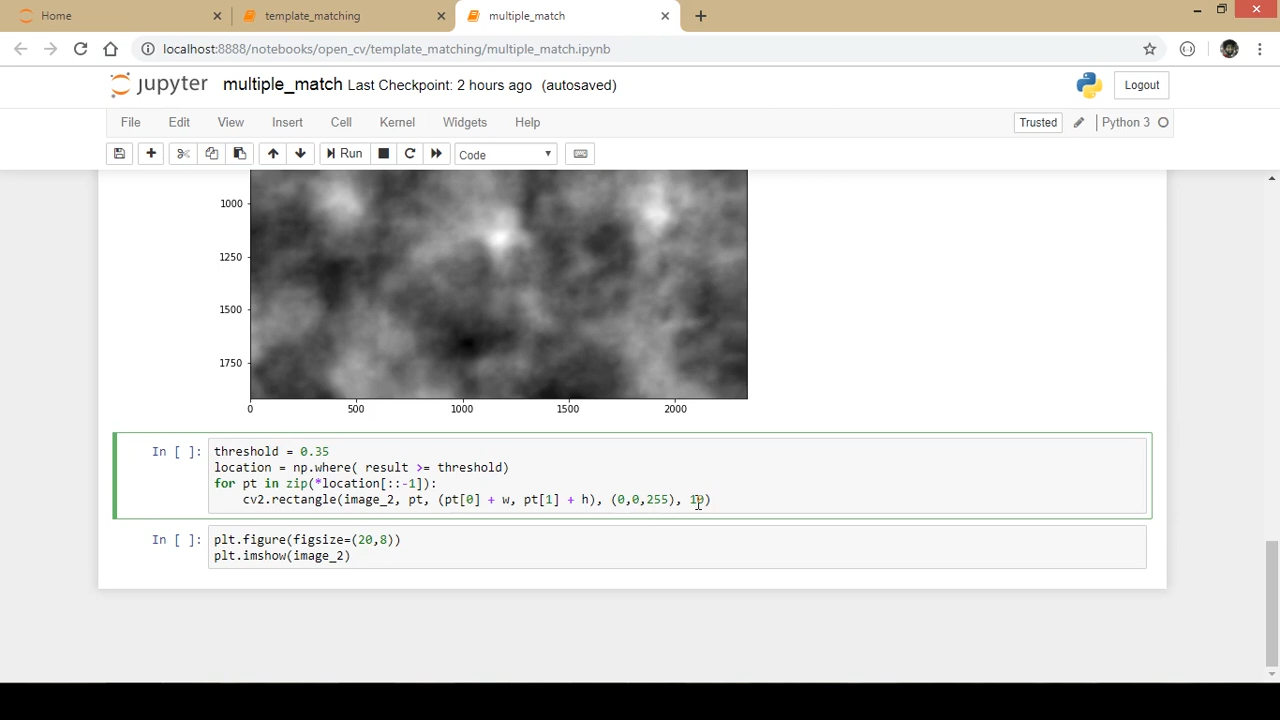 Home
template_matching
multiple_match
localhost:8888/notebooks/open_cv/template_matching/multiple_match.ipynb
jupyter multiple_match Last Checkpoint: 2 hours ago (autosaved)
Logout
File Edit View Insert Cell Kernel Widgets Help
Trusted
Python 3
Run
Code
1000
1250
1500
1750
0 500 1000 1500 2000
In [ ]:
threshold = 0.35
location = np.where( result >= threshold)
for pt in zip(*location[::-1]):
cv2.rectangle(image_2, pt, (pt[0] + w, pt[1] + h), (0,0,255), 10)
In [ ]:
plt.figure(figsize=(20,8))
plt.imshow(image_2)